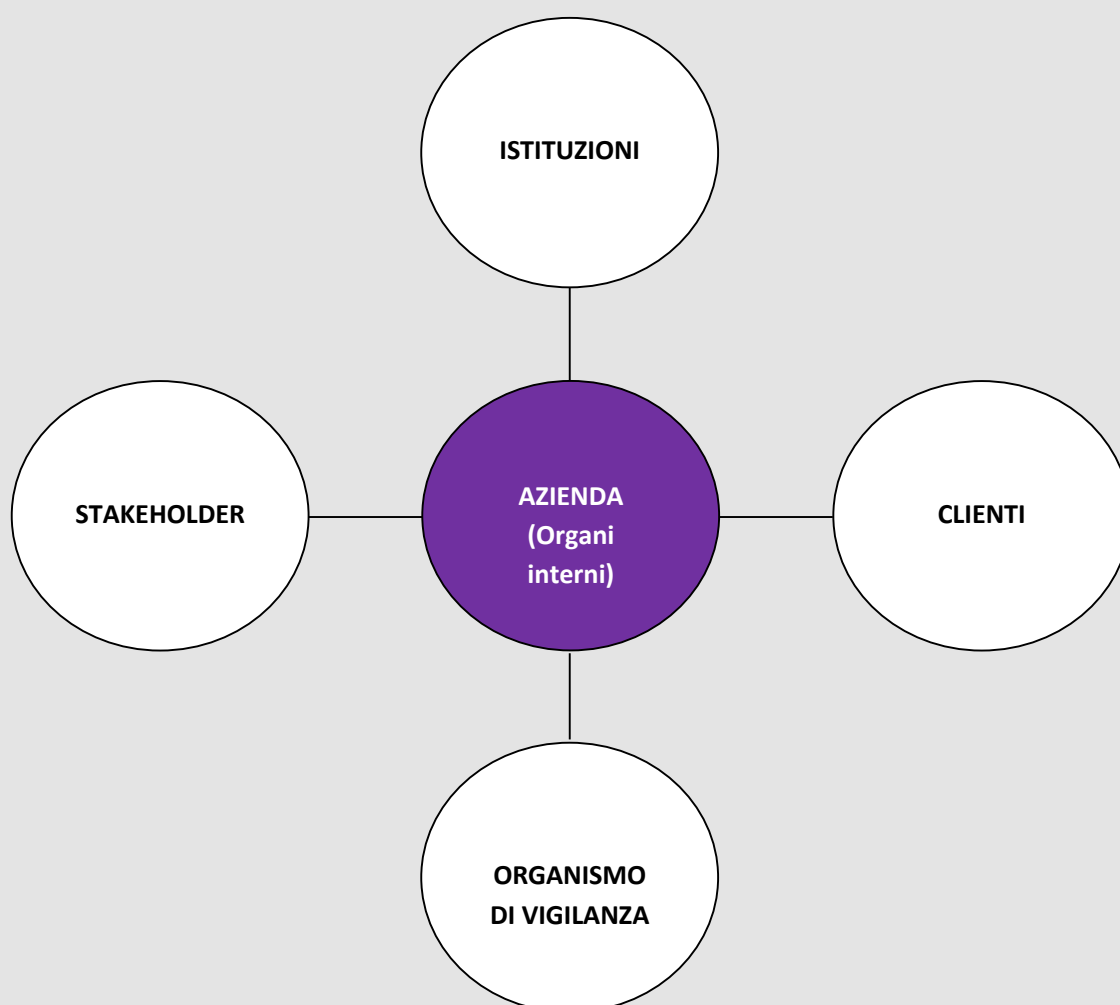 ISTITUZIONI
STAKEHOLDER
AZIENDA
(Organi
interni)
CLIENTI
ORGANISMO
DI VIGILANZA